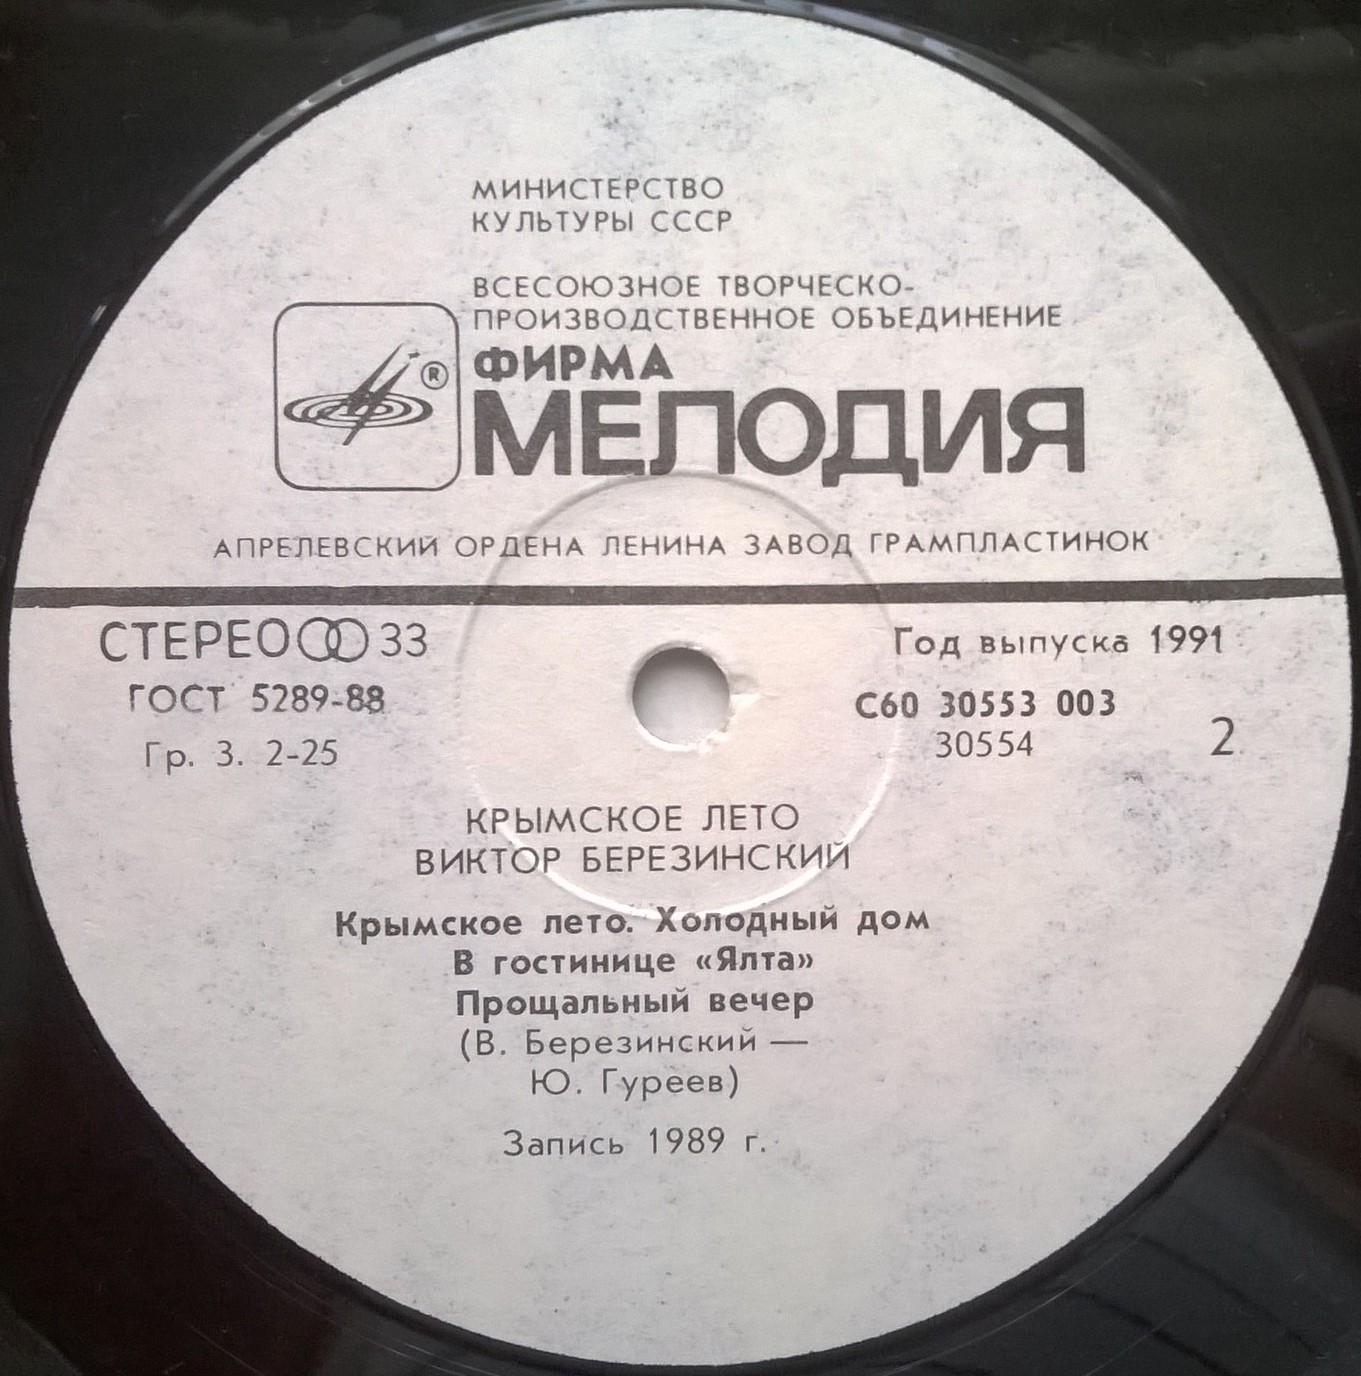 МИНИСТЕРСТВО
КУЛЬТУРЫ СССР
ВСЕСОЮЗНОЕ ТВОРЧЕСКО-
ПРОИЗВОДСТВЕННОЕ ОБЪЕДИНЕНИЕ
ФИРМА
® МЕЛОДИЯ
АПРЕЛЕВСКИЙ ОРДЕНА ЛЕНИНА ЗАВОД ГРАМПЛАСТИНОК
СТЕРЕО 33
ГОСТ 5289-88
Гр. 3. 2-25
Год выпуска 1991
С60 30553 003
30554
2
КРЫМСКОЕ ЛЕТО
ВИКТОР БЕРЕЗИНСКИЙ
Крымское лето. Холодный дом
В гостинице «Ялта»
Прощальный вечер
(В. Березинский —
Ю. Гуреев)
Запись 1989 г.